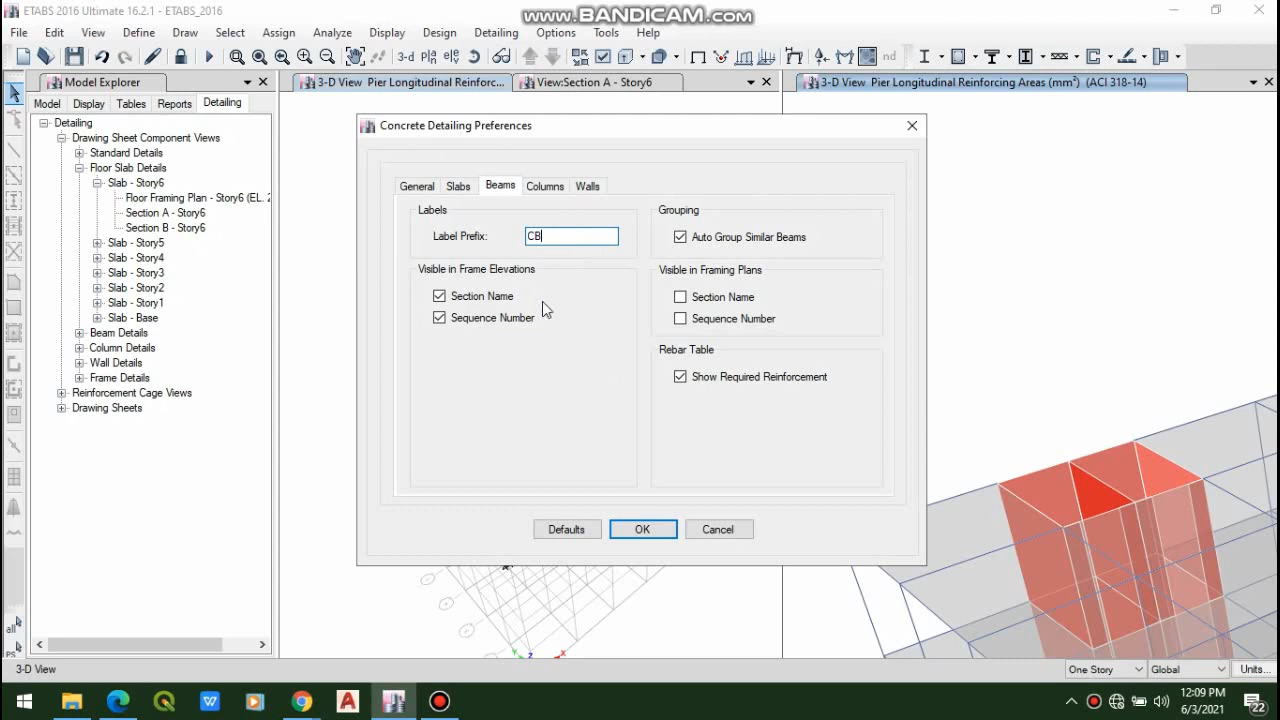 ETABS 2016 Ultimate 16.2.1 - ETABS_2016
www.BANDICAM.com
File Edit View Define Draw Select Assign Analyze Display Design Detailing Options Tools Help
3-d plä elë nd
Model Explorer
3-D View Pier Longitudinal Reinforc...
View:Section A - Story6
3-D View Pier Longitudinal Reinforcing Areas (mm²) (ACI 318-14)
Model Display Tables Reports Detailing
Detailing
Drawing Sheet Component Views
Standard Details
Floor Slab Details
Slab - Story6
Floor Framing Plan - Story6 (EL. 2
Section A - Story6
Section B - Story6
Slab - Story5
Slab - Story4
Slab - Story3
Slab - Story2
Slab - Story1
Slab - Base
Beam Details
Column Details
Wall Details
Frame Details
Reinforcement Cage Views
Drawing Sheets
Concrete Detailing Preferences
General Slabs Beams Columns Walls
Labels
Label Prefix: CB
Visible in Frame Elevations
Section Name
Sequence Number
Grouping
Auto Group Similar Beams
Visible in Framing Plans
Section Name
Sequence Number
Rebar Table
Show Required Reinforcement
Defaults OK Cancel
all
ps
Y Z X
3-D View
One Story Global Units...
12:09 PM
6/3/2021
22